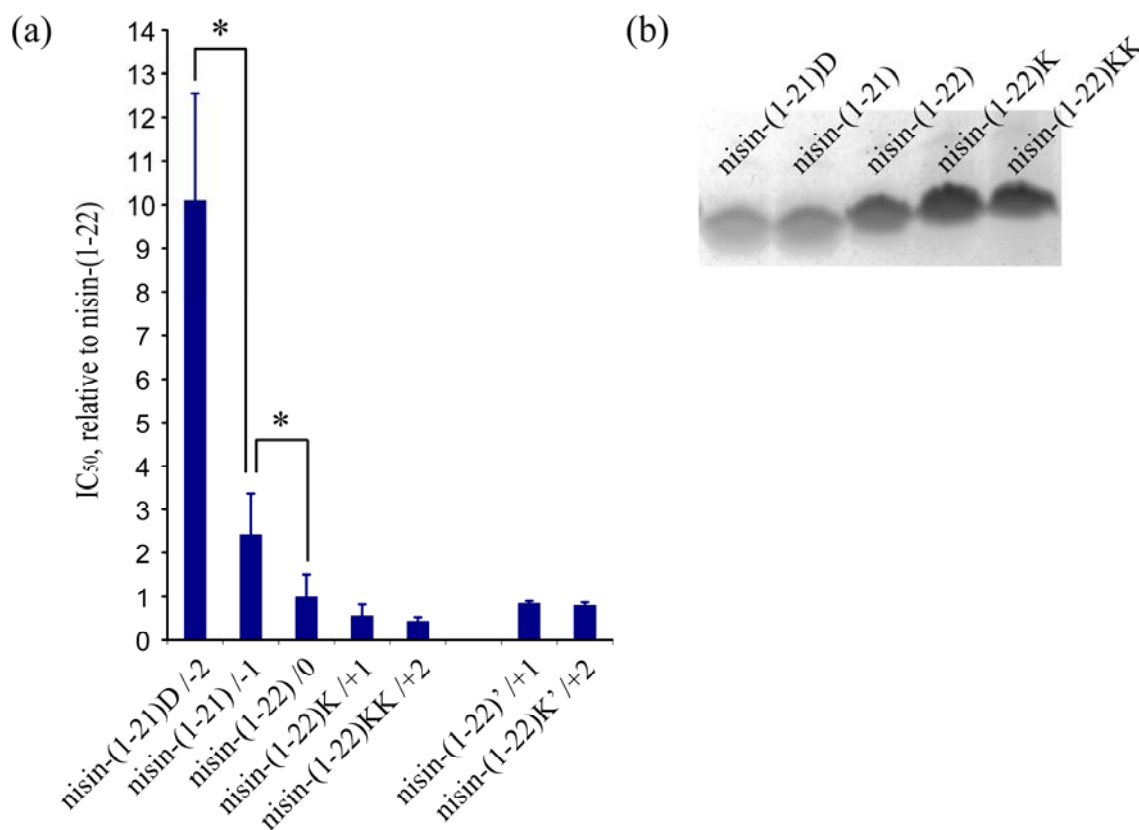 (a)
IC50, relative to nisin-(1-22)
14
13
12
11
10
9
8
7
6
5
4
3
2
1
0
*
*
nisin-(1-21)D /-2
nisin-(1-21) /-1
nisin-(1-22) /0
nisin-(1-22)K /+1
nisin-(1-22)KK /+2
nisin-(1-22)’ /+1
nisin-(1-22)K’ /+2
(b)
nisin-(1-21)D
nisin-(1-21)
nisin-(1-22)
nisin-(1-22)K
nisin-(1-22)KK